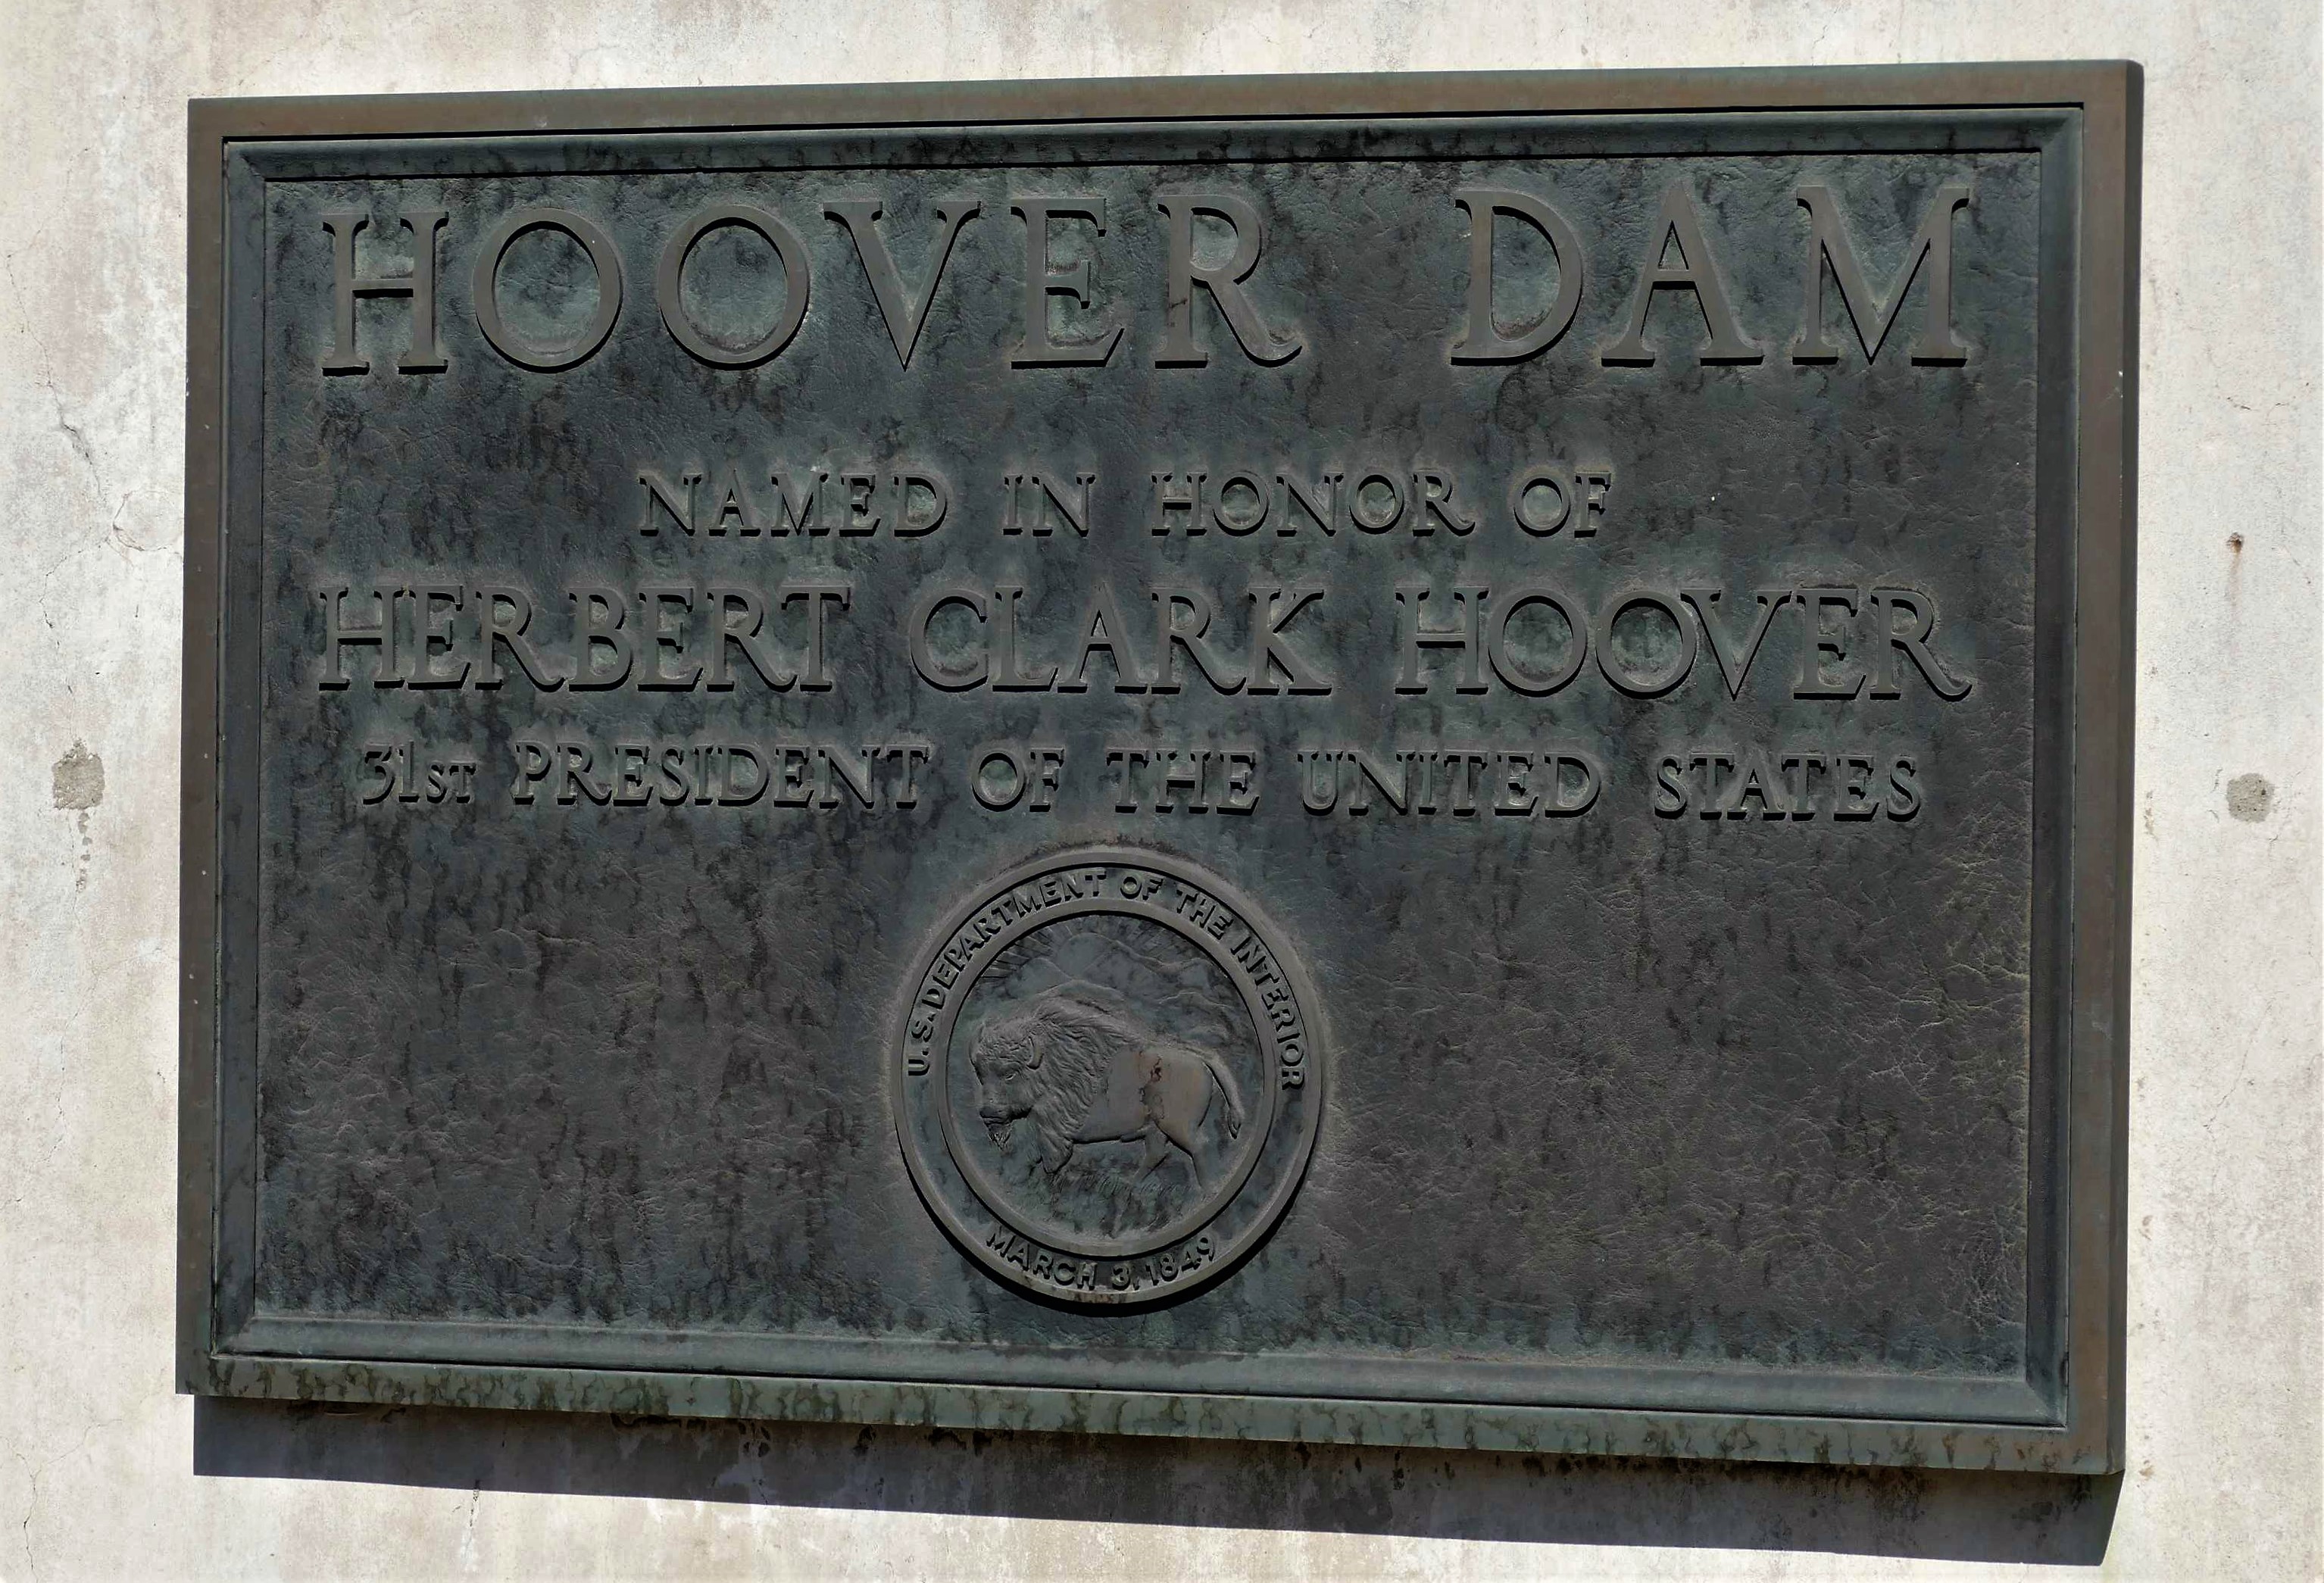 HOOVER DAM
NAMED IN HONOR OF
HERBERT CLARK HOOVER
31ST PRESIDENT OF THE UNITED STATES
U.S. DEPARTMENT OF THE INTERIOR
MARCH 3, 1849